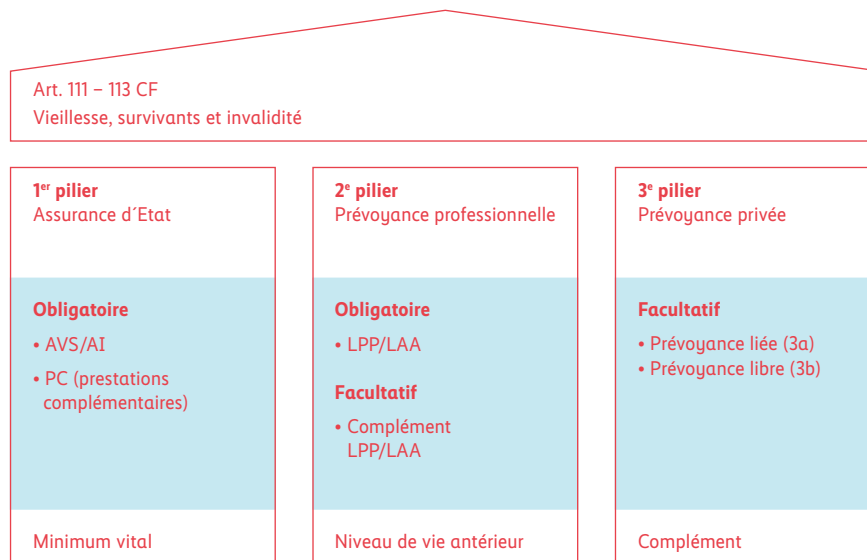 Art. 111 – 113 CF
Vieillesse, survivants et invalidité
1er pilier
Assurance d´Etat
Obligatoire
• AVS/AI
• PC (prestations
complémentaires)
Minimum vital
2e pilier
Prévoyance professionnelle
Obligatoire
• LPP/LAA
Facultatif
• Complément
LPP/LAA
Niveau de vie antérieur
3e pilier
Prévoyance privée
Facultatif
• Prévoyance liée (3a)
• Prévoyance libre (3b)
Complément